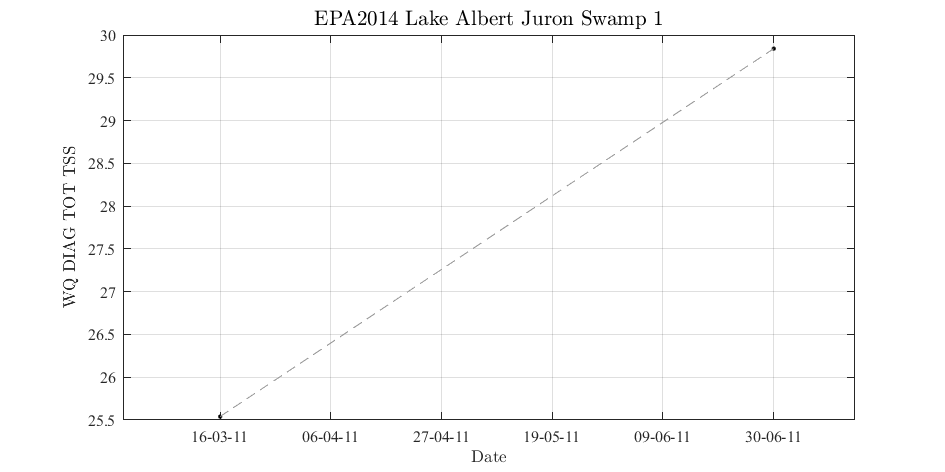 EPA2014 Lake Albert Juron Swamp 1
30
29.5
29
28.5
28
27.5
27
26.5
26
25.5
WQ DIAG TOT TSS
16-03-11 06-04-11 27-04-11 19-05-11 09-06-11 30-06-11
Date